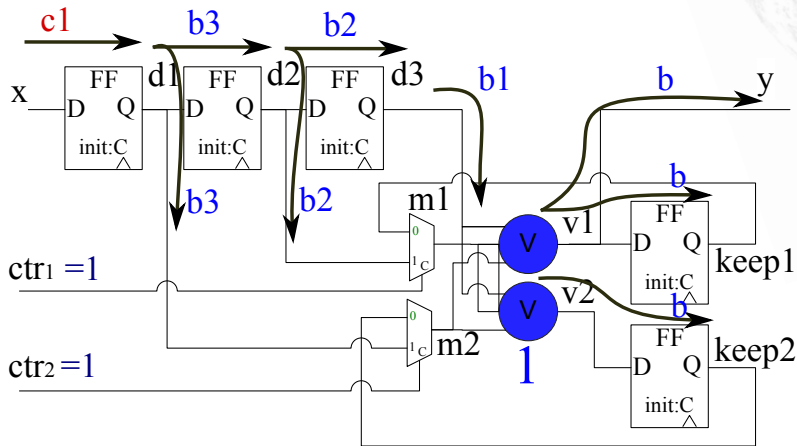 c1 b3 b2 b1 b
x FF d1 FF d2 FF d3 y
D Q D Q D Q
init:C init:C init:C
b3 b2 m1 b
0 V v1 FF
1 C D Q keep1
ctr1 =1 init:C
V v2 b
0 m2 FF
1 C 1 D Q keep2
ctr2 =1 init:C